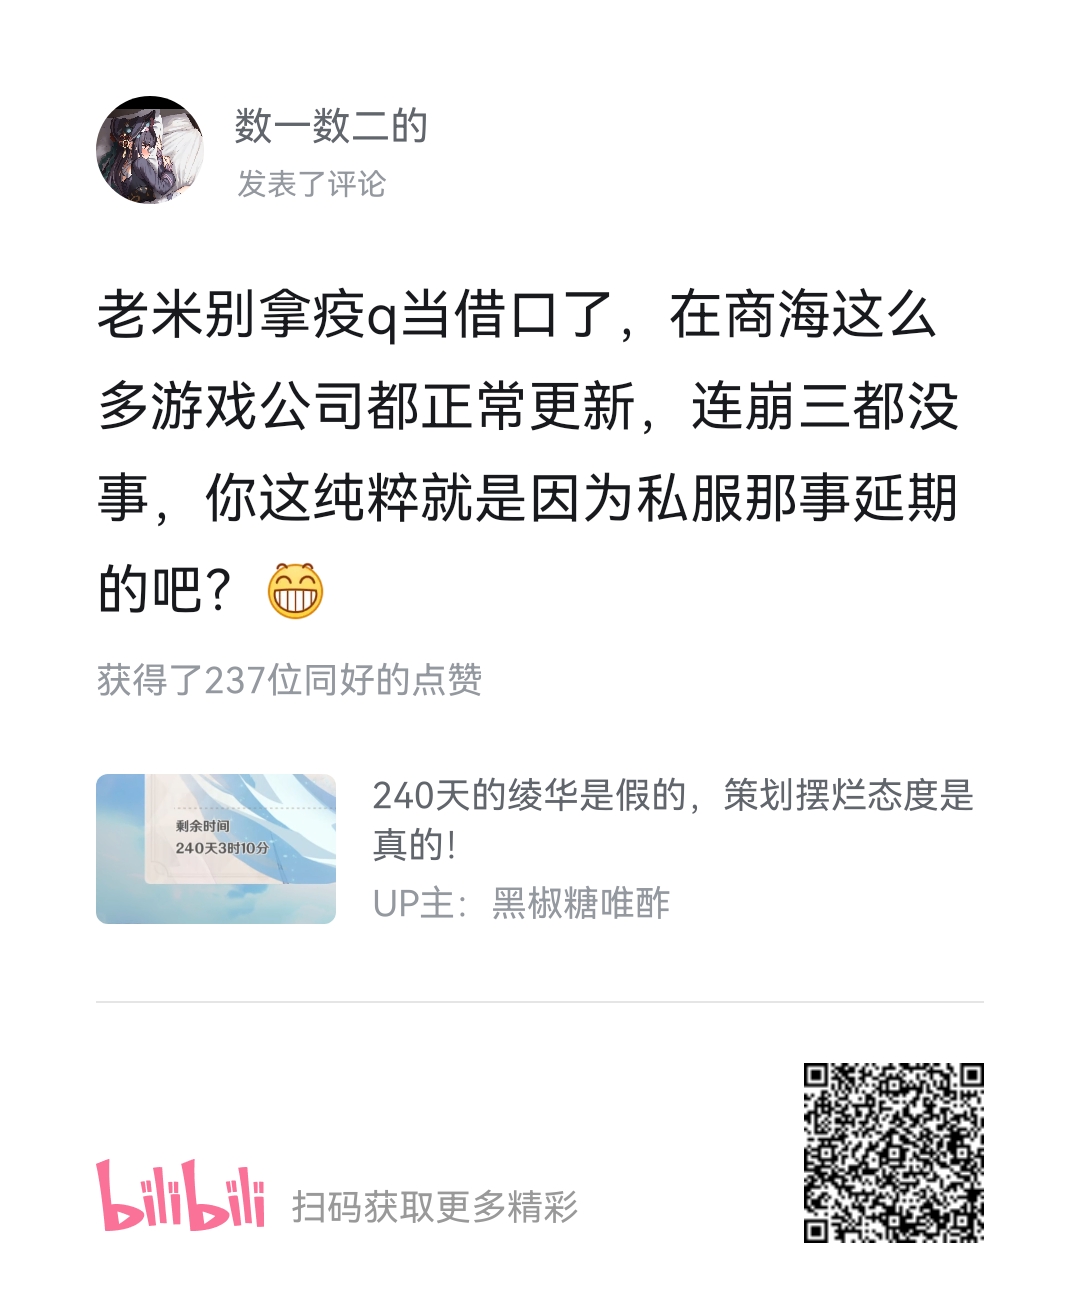 数一数二的
发表了评论
老米别拿疫q当借口了，在商海这么
多游戏公司都正常更新，连崩三都没
事，你这纯粹就是因为私服那事延期
的吧？😁
获得了237位同好的点赞
剩余时间
240天3时10分
240天的绫华是假的，策划摆烂态度是
真的！
UP主：黑椒糖唯酢
bilibili 扫码获取更多精彩